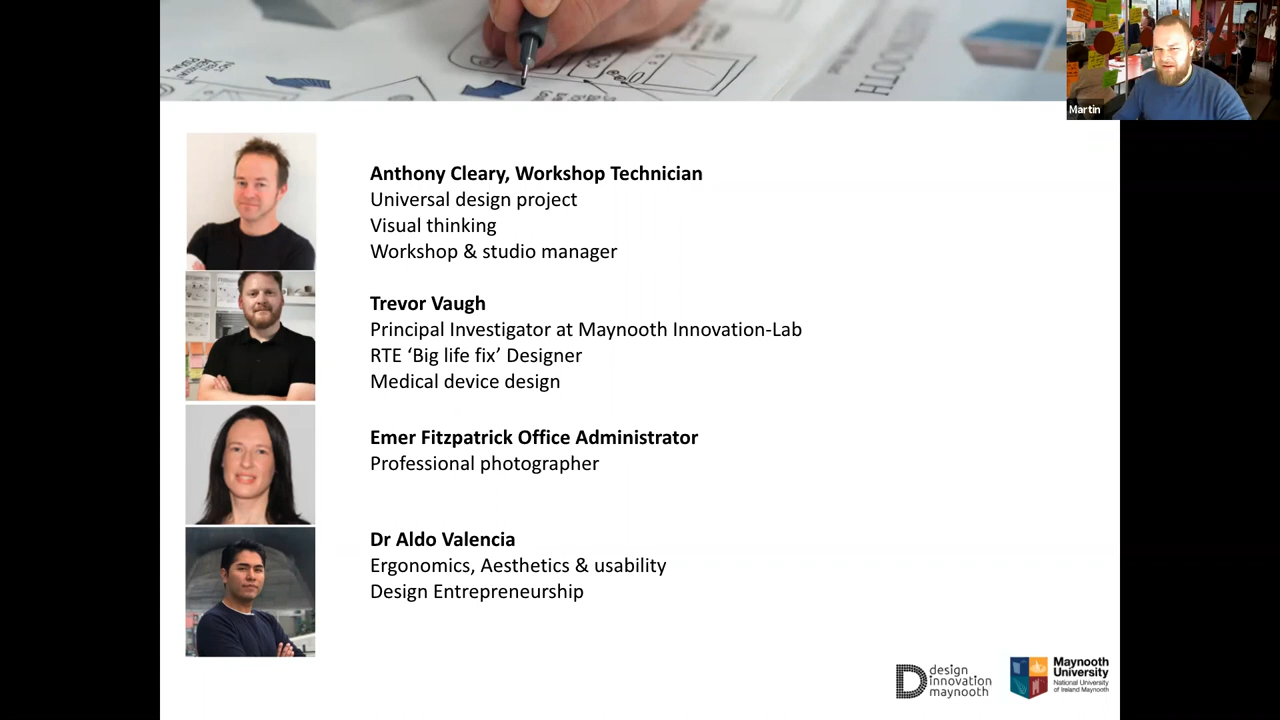 Martin
Anthony Cleary, Workshop Technician
Universal design project
Visual thinking
Workshop & studio manager
Trevor Vaugh
Principal Investigator at Maynooth Innovation-Lab
RTE ‘Big life fix’ Designer
Medical device design
Emer Fitzpatrick Office Administrator
Professional photographer
Dr Aldo Valencia
Ergonomics, Aesthetics & usability
Design Entrepreneurship
design
innovation
maynooth
Maynooth
University
National University
of Ireland Maynooth